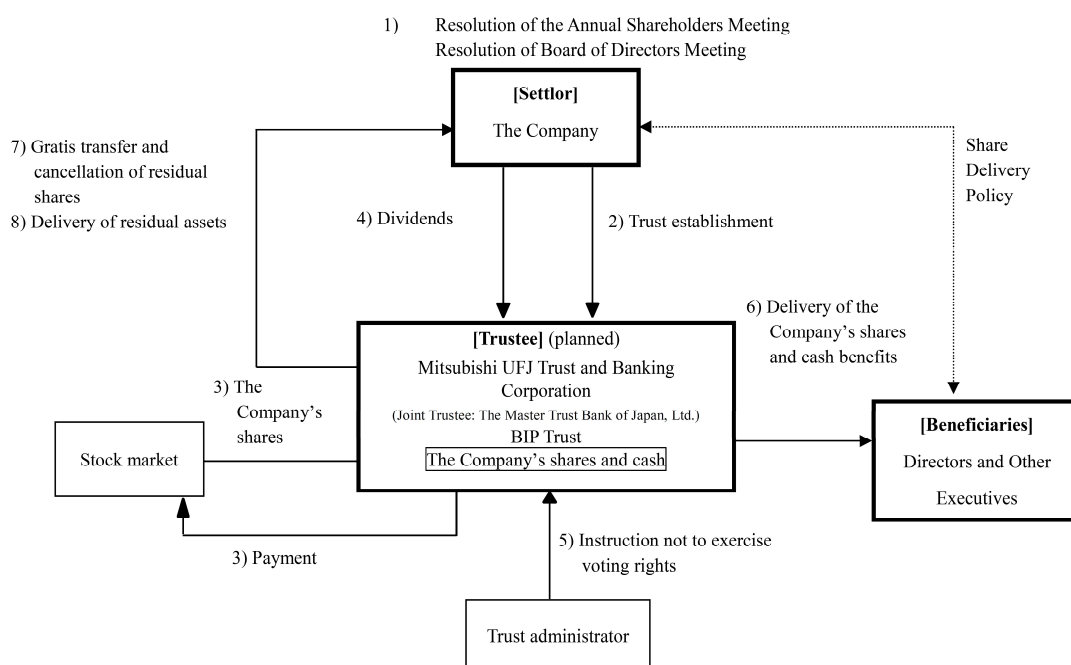 1) Resolution of the Annual Shareholders Meeting
Resolution of Board of Directors Meeting
[Settlor]
The Company
7) Gratis transfer and
cancellation of residual
shares
8) Delivery of residual assets
4) Dividends
2) Trust establishment
Share
Delivery
Policy
[Trustee] (planned)
Mitsubishi UFJ Trust and Banking
Corporation
(Joint Trustee: The Master Trust Bank of Japan, Ltd.)
BIP Trust
The Company's shares and cash
6) Delivery of the
Company's shares
and cash benefits
3) The
Company's
shares
Stock market
[Beneficiaries]
Directors and Other
Executives
3) Payment
5) Instruction not to exercise
voting rights
Trust administrator